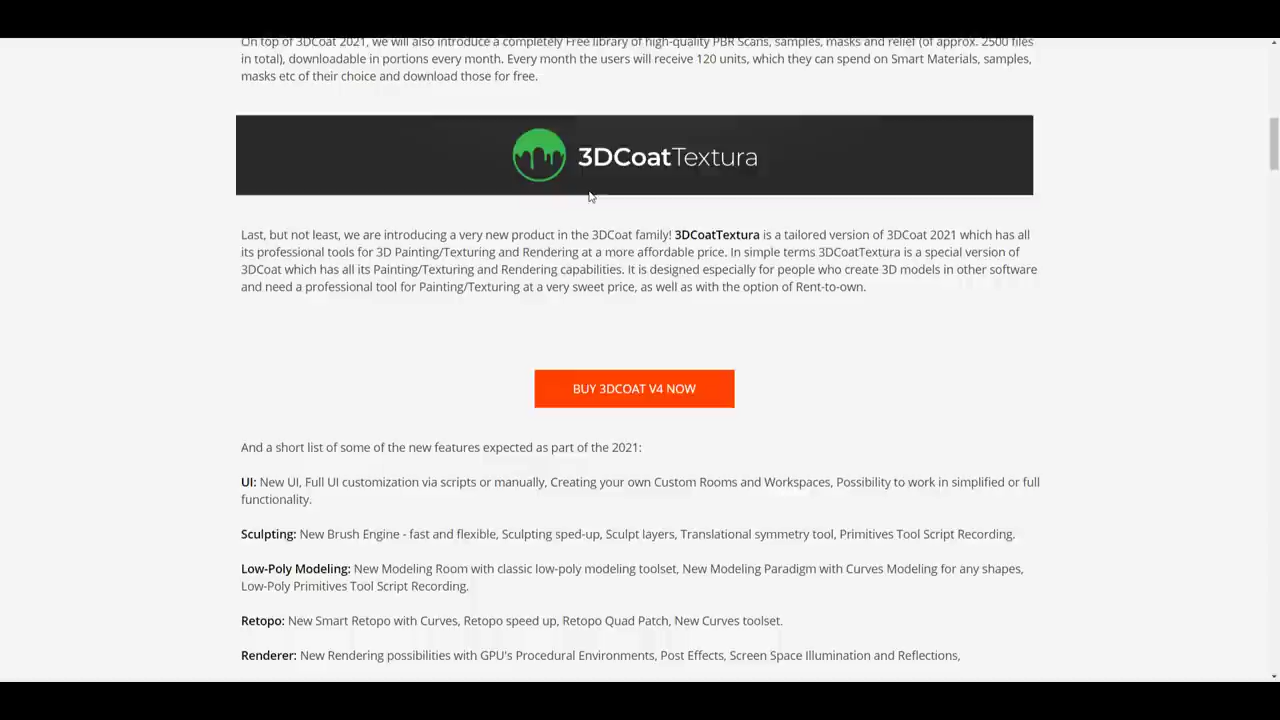 On top of 3DCoat 2021, we will also introduce a completely Free library of high-quality PBR Scans, samples, masks and relief (of approx. 2500 files
in total), downloadable in portions every month. Every month the users will receive 120 units, which they can spend on Smart Materials, samples,
masks etc of their choice and download those for free.
3DCoatTextura
Last, but not least, we are introducing a very new product in the 3DCoat family! 3DCoatTextura is a tailored version of 3DCoat 2021 which has all
its professional tools for 3D Painting/Texturing and Rendering at a more affordable price. In simple terms 3DCoatTextura is a special version of
3DCoat which has all its Painting/Texturing and Rendering capabilities. It is designed especially for people who create 3D models in other software
and need a professional tool for Painting/Texturing at a very sweet price, as well as with the option of Rent-to-own.
BUY 3DCOAT V4 NOW
And a short list of some of the new features expected as part of the 2021:
UI: New UI, Full UI customization via scripts or manually, Creating your own Custom Rooms and Workspaces, Possibility to work in simplified or full
functionality.
Sculpting: New Brush Engine - fast and flexible, Sculpting sped-up, Sculpt layers, Translational symmetry tool, Primitives Tool Script Recording.
Low-Poly Modeling: New Modeling Room with classic low-poly modeling toolset, New Modeling Paradigm with Curves Modeling for any shapes,
Low-Poly Primitives Tool Script Recording.
Retopo: New Smart Retopo with Curves, Retopo speed up, Retopo Quad Patch, New Curves toolset.
Renderer: New Rendering possibilities with GPU's Procedural Environments, Post Effects, Screen Space Illumination and Reflections,